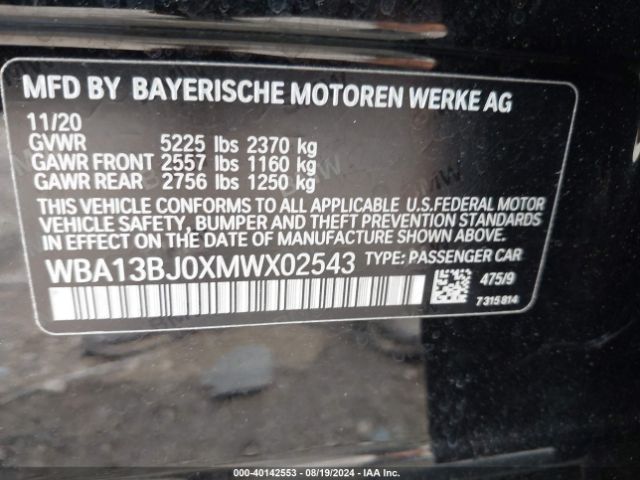 MFD BY BAYERISCHE MOTOREN WERKE AG
11/20
GVWR 5225 lbs 2370 kg
GAWR FRONT 2557 lbs 1160 kg
GAWR REAR 2756 lbs 1250 kg
THIS VEHICLE CONFORMS TO ALL APPLICABLE U.S.FEDERAL MOTOR
VEHICLE SAFETY, BUMPER AND THEFT PREVENTION STANDARDS
IN EFFECT ON THE DATE OF MANUFACTURE SHOWN ABOVE.
WBA13BJ0XMWX02543 TYPE: PASSENGER CAR
475/9
7315814
000-40142553 - 08/19/2024 - IAA Inc.